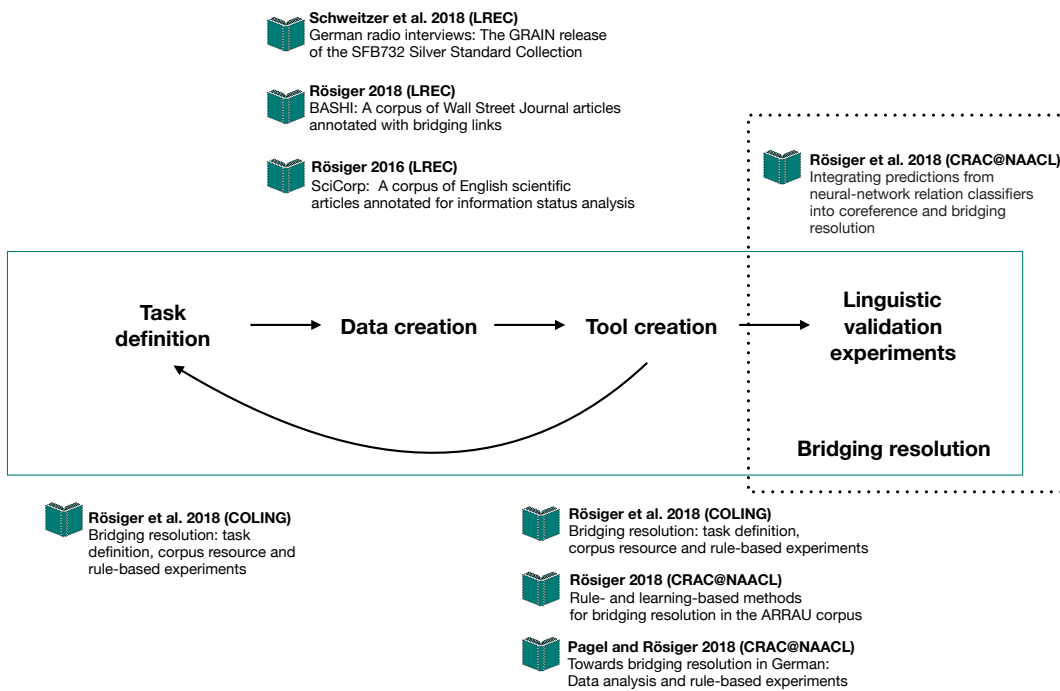 Schweitzer et al. 2018 (LREC)
German radio interviews: The GRAIN release
of the SFB732 Silver Standard Collection
Rösiger 2018 (LREC)
BASHI: A corpus of Wall Street Journal articles
annotated with bridging links
Rösiger 2016 (LREC)
SciCorp: A corpus of English scientific
articles annotated for information status analysis
Rösiger et al. 2018 (CRAC@NAACL)
Integrating predictions from
neural-network relation classifiers
into coreference and bridging
resolution
Task
definition
Data creation
Tool creation
Linguistic
validation
experiments
Bridging resolution
Rösiger et al. 2018 (COLING)
Bridging resolution: task
definition, corpus resource and
rule-based experiments
Rösiger et al. 2018 (COLING)
Bridging resolution: task definition,
corpus resource and rule-based experiments
Rösiger 2018 (CRAC@NAACL)
Rule- and learning-based methods
for bridging resolution in the ARRAU corpus
Pagel and Rösiger 2018 (CRAC@NAACL)
Towards bridging resolution in German:
Data analysis and rule-based experiments